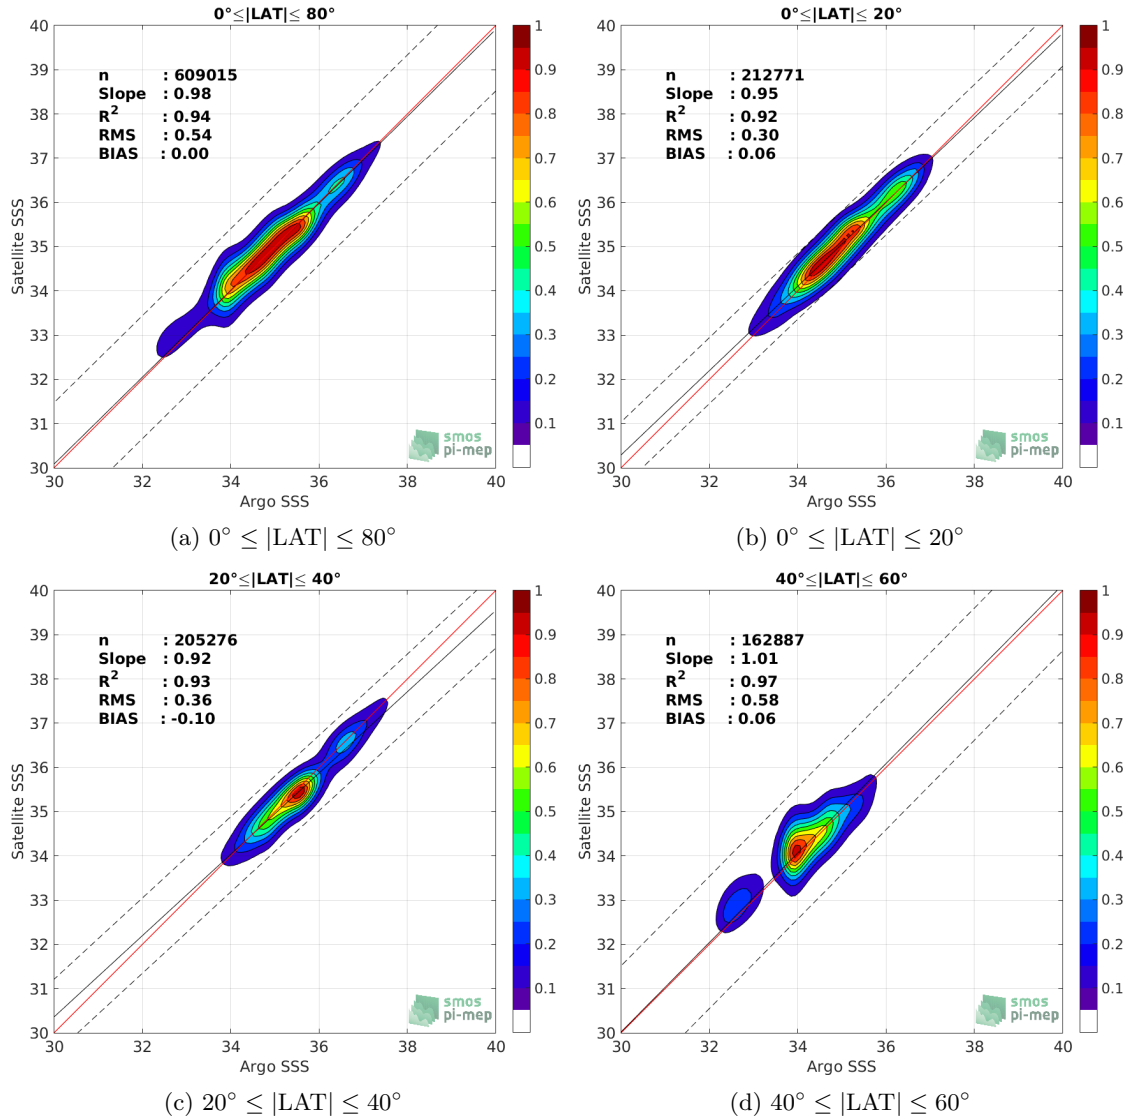 0°≤|LAT|≤ 80°
n : 609015
Slope : 0.98
R² : 0.94
RMS : 0.54
BIAS : 0.00
Satellite SSS
40
39
38
37
36
35
34
33
32
31
30
30 32 34 36 38 40
Argo SSS
smos
pi-mep
1
0.9
0.8
0.7
0.6
0.5
0.4
0.3
0.2
0.1
(a) 0° ≤ |LAT| ≤ 80°
0°≤|LAT|≤ 20°
n : 212771
Slope : 0.95
R² : 0.92
RMS : 0.30
BIAS : 0.06
Satellite SSS
40
39
38
37
36
35
34
33
32
31
30
30 32 34 36 38 40
Argo SSS
smos
pi-mep
1
0.9
0.8
0.7
0.6
0.5
0.4
0.3
0.2
0.1
(b) 0° ≤ |LAT| ≤ 20°
20°≤|LAT|≤ 40°
n : 205276
Slope : 0.92
R² : 0.93
RMS : 0.36
BIAS : -0.10
Satellite SSS
40
39
38
37
36
35
34
33
32
31
30
30 32 34 36 38 40
Argo SSS
smos
pi-mep
1
0.9
0.8
0.7
0.6
0.5
0.4
0.3
0.2
0.1
(c) 20° ≤ |LAT| ≤ 40°
40°≤|LAT|≤ 60°
n : 162887
Slope : 1.01
R² : 0.97
RMS : 0.58
BIAS : 0.06
Satellite SSS
40
39
38
37
36
35
34
33
32
31
30
30 32 34 36 38 40
Argo SSS
smos
pi-mep
1
0.9
0.8
0.7
0.6
0.5
0.4
0.3
0.2
0.1
(d) 40° ≤ |LAT| ≤ 60°